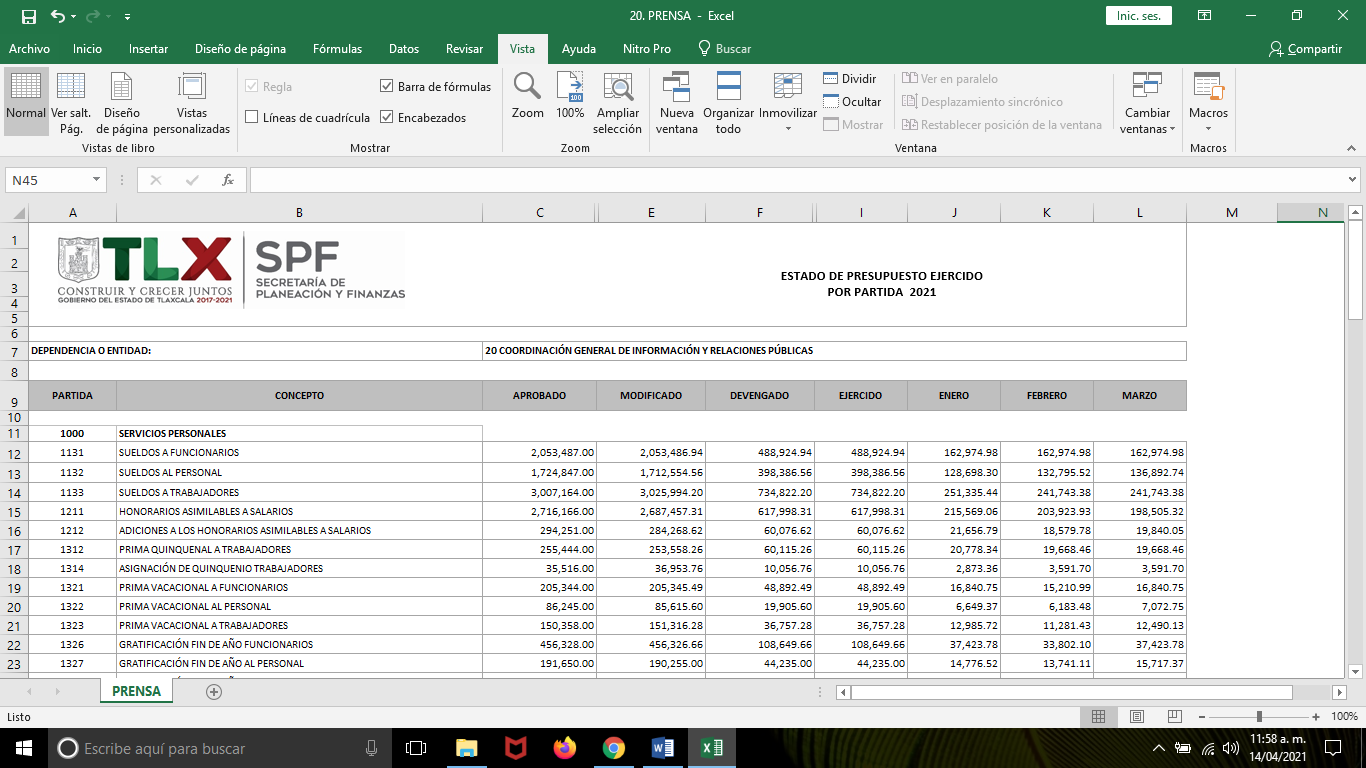 20. PRENSA - Excel
Inic. ses.
Archivo Inicio Insertar Diseño de página Fórmulas Datos Revisar Vista Ayuda Nitro Pro Buscar Compartir
Normal Ver salt. Pág. Diseño de página Vistas personalizadas
Vistas de libro
Regla Barra de fórmulas
Líneas de cuadrícula Encabezados
Mostrar
Zoom 100% Ampliar selección
Zoom
Nueva ventana Organizar todo Inmovilizar
Dividir
Ocultar
Mostrar
Ver en paralelo
Desplazamiento sincrónico
Restablecer posición de la ventana
Cambiar ventanas
Ventana
Macros
Macros
N45 fx
A B C E F I J K L M N
1
2
3
4
5
TLX
CONSTRUIR Y CRECER JUNTOS
GOBIERNO DEL ESTADO DE TLAXCALA 2017-2021
SPF
SECRETARÍA DE
PLANEACIÓN Y FINANZAS
ESTADO DE PRESUPUESTO EJERCIDO
POR PARTIDA 2021
6
7 DEPENDENCIA O ENTIDAD: 20 COORDINACIÓN GENERAL DE INFORMACIÓN Y RELACIONES PÚBLICAS
8
9 PARTIDA CONCEPTO APROBADO MODIFICADO DEVENGADO EJERCIDO ENERO FEBRERO MARZO
10
11 1000 SERVICIOS PERSONALES
12 1131 SUELDOS A FUNCIONARIOS 2,053,487.00 2,053,486.94 488,924.94 488,924.94 162,974.98 162,974.98 162,974.98
13 1132 SUELDOS AL PERSONAL 1,724,847.00 1,712,554.56 398,386.56 398,386.56 128,698.30 132,795.52 136,892.74
14 1133 SUELDOS A TRABAJADORES 3,007,164.00 3,025,994.20 734,822.20 734,822.20 251,335.44 241,743.38 241,743.38
15 1211 HONORARIOS ASIMILABLES A SALARIOS 2,716,166.00 2,687,457.31 617,998.31 617,998.31 215,569.06 203,923.93 198,505.32
16 1212 ADICIONES A LOS HONORARIOS ASIMILABLES A SALARIOS 294,251.00 284,268.62 60,076.62 60,076.62 21,656.79 18,579.78 19,840.05
17 1312 PRIMA QUINQUENAL A TRABAJADORES 255,444.00 253,558.26 60,115.26 60,115.26 20,778.34 19,668.46 19,668.46
18 1314 ASIGNACIÓN DE QUINQUENIO TRABAJADORES 35,516.00 36,953.76 10,056.76 10,056.76 2,873.36 3,591.70 3,591.70
19 1321 PRIMA VACACIONAL A FUNCIONARIOS 205,344.00 205,345.49 48,892.49 48,892.49 16,840.75 15,210.99 16,840.75
20 1322 PRIMA VACACIONAL AL PERSONAL 86,245.00 85,615.60 19,905.60 19,905.60 6,649.37 6,183.48 7,072.75
21 1323 PRIMA VACACIONAL A TRABAJADORES 150,358.00 151,316.28 36,757.28 36,757.28 12,985.72 11,281.43 12,490.13
22 1326 GRATIFICACIÓN FIN DE AÑO FUNCIONARIOS 456,328.00 456,326.66 108,649.66 108,649.66 37,423.78 33,802.10 37,423.78
23 1327 GRATIFICACIÓN FIN DE AÑO AL PERSONAL 191,650.00 190,255.00 44,235.00 44,235.00 14,776.52 13,741.11 15,717.37
PRENSA
Listo 100%
Escribe aquí para buscar
11:58 a. m.
14/04/2021